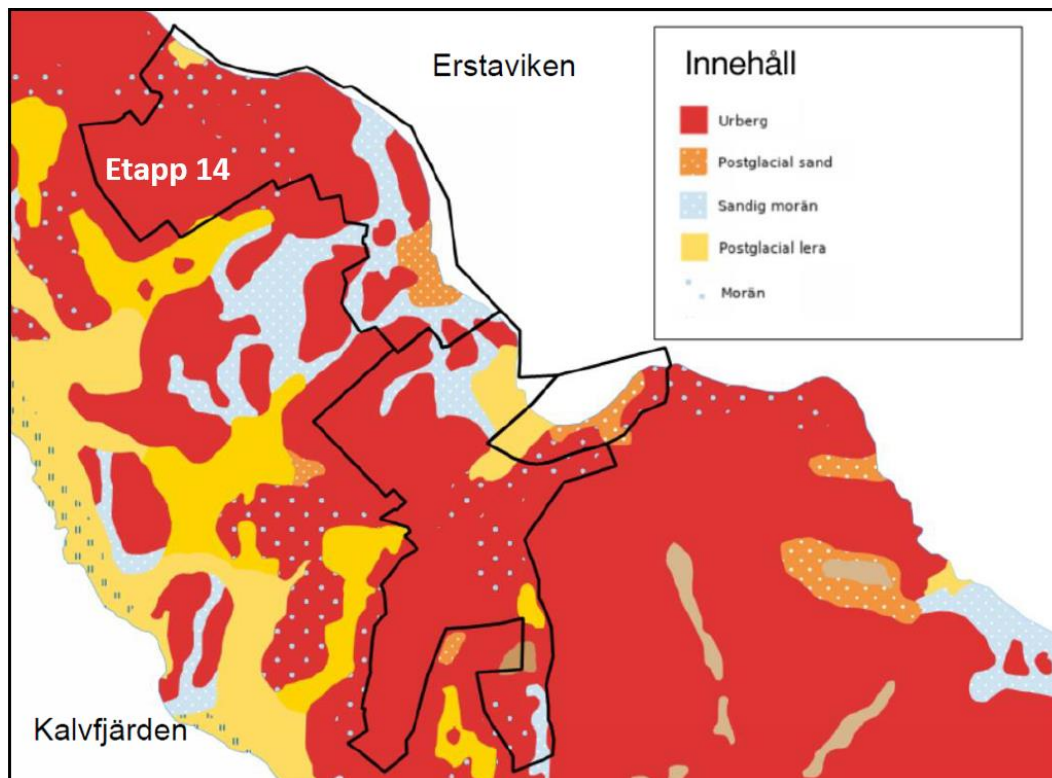 Erstaviken
Innehåll
Urberg
Postglacial sand
Sandig morän
Postglacial lera
Morän
Etapp 14
Kalvfjärden